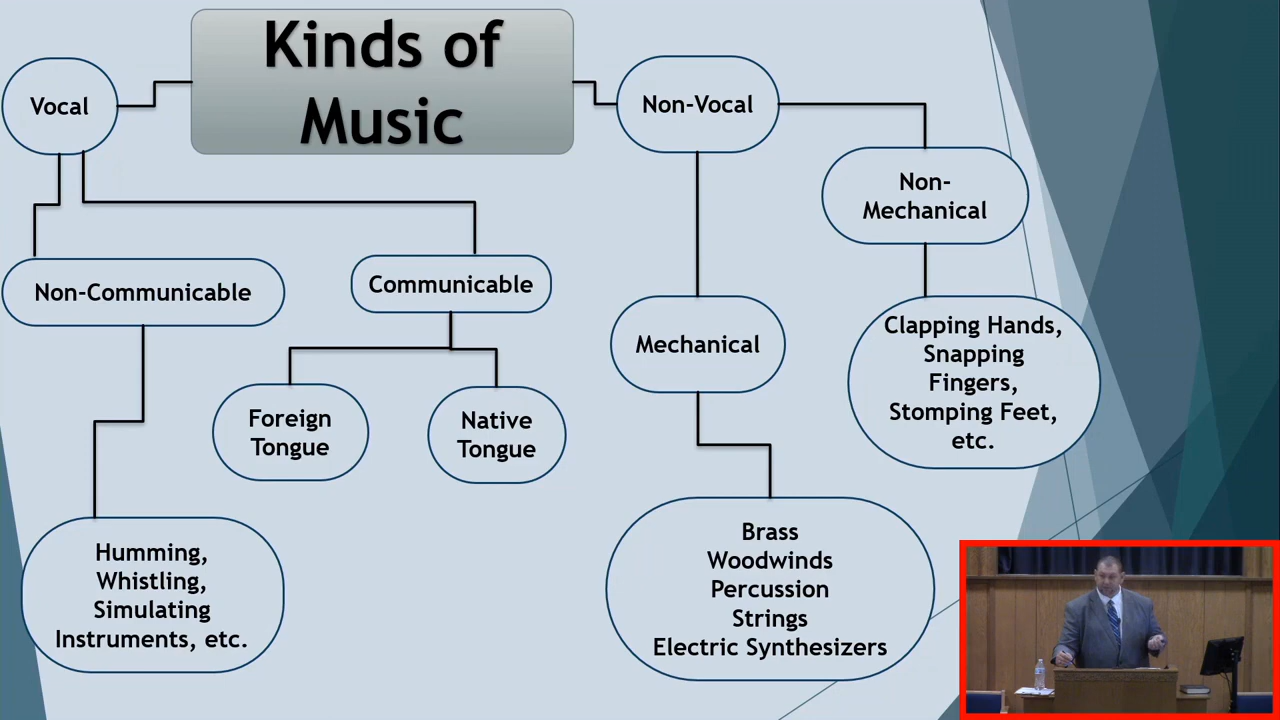 Kinds of
Music
Vocal
Non-Vocal
Non-
Mechanical
Non-Communicable
Communicable
Mechanical
Clapping Hands,
Snapping
Fingers,
Stomping Feet,
etc.
Foreign
Tongue
Native
Tongue
Humming,
Whistling,
Simulating
Instruments, etc.
Brass
Woodwinds
Percussion
Strings
Electric Synthesizers